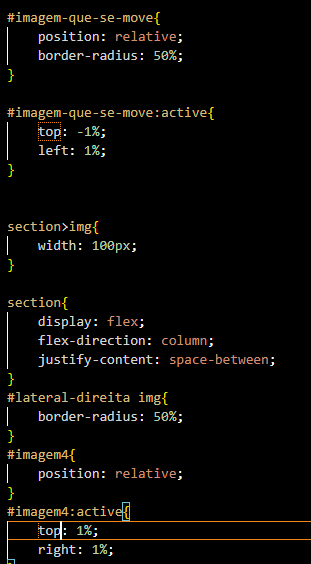 #imagem-que-se-move{
position: relative;
border-radius: 50%;
}
#imagem-que-se-move:active{
top: -1%;
left: 1%;
}
section>img{
width: 100px;
}
section{
display: flex;
flex-direction: column;
justify-content: space-between;
}
#lateral-direita img{
border-radius: 50%;
}
#imagem4{
position: relative;
}
#imagem4:active{
top: 1%;
right: 1%;